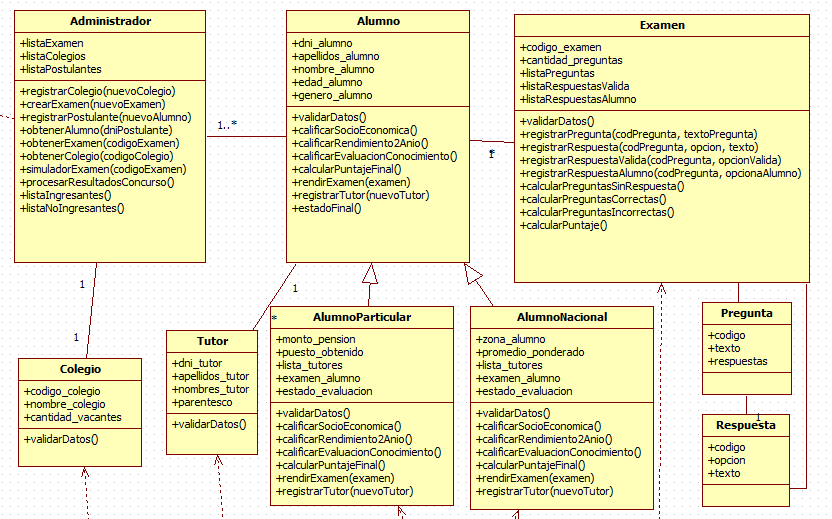 Administrador
+listaExamen
+listaColegios
+listaPostulantes
+registrarColegio(nuevoColegio)
+crearExamen(nuevoExamen)
+registrarPostulante(nuevoAlumno)
+obtenerAlumno(dniPostulante)
+obtenerExamen(codigoExamen)
+obtenerColegio(codigoColegio)
+simuladorExamen(codigoExamen)
+procesarResultadosConcurso()
+listaIngresantes()
+listaNoIngresantes()
1..*
Alumno
+dni_alumno
+apellidos_alumno
+nombre_alumno
+edad_alumno
+genero_alumno
+validarDatos()
+calificarSocioEconomica()
+calificarRendimiento2Anio()
+calificarEvaluacionConocimiento()
+calcularPuntajeFinal()
+rendirExamen(examen)
+registrarTutor(nuevoTutor)
+estadoFinal()
*
1
Examen
+codigo_examen
+cantidad_preguntas
+listaPreguntas
+listaRespuestasValida
+listaRespuestasAlumno
+validarDatos()
+registrarPregunta(codPregunta, textoPregunta)
+registrarRespuesta(codPregunta, opcion, texto)
+registrarRespuestaValida(codPregunta, opcionValida)
+registrarRespuestaAlumno(codPregunta, opcionaAlumno)
+calcularPreguntasSinRespuesta()
+calcularPreguntasCorrectas()
+calcularPreguntasIncorrectas()
+calcularPuntaje()
1
1
Colegio
+codigo_colegio
+nombre_colegio
+cantidad_vacantes
+validarDatos()
1
*
Tutor
+dni_tutor
+apellidos_tutor
+nombres_tutor
+parentesco
+validarDatos()
AlumnoParticular
+monto_pension
+puesto_obtenido
+lista_tutores
+examen_alumno
+estado_evaluacion
+validarDatos()
+calificarSocioEconomica()
+calificarRendimiento2Anio()
+calificarEvaluacionConocimiento()
+calcularPuntajeFinal()
+rendirExamen(examen)
+registrarTutor(nuevoTutor)
AlumnoNacional
+zona_alumno
+promedio_ponderado
+lista_tutores
+examen_alumno
+estado_evaluacion
+validarDatos()
+calificarSocioEconomica()
+calificarRendimiento2Anio()
+calificarEvaluacionConocimiento()
+calcularPuntajeFinal()
+rendirExamen(examen)
+registrarTutor(nuevoTutor)
Pregunta
+codigo
+texto
+respuestas
1
Respuesta
+codigo
+opcion
+texto